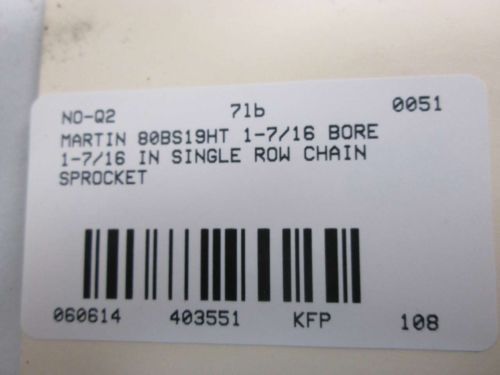 NO-Q2 7lb 0051
MARTIN 80BS19HT 1-7/16 BORE
1-7/16 IN SINGLE ROW CHAIN
SPROCKET
060614 403551 KFP 108